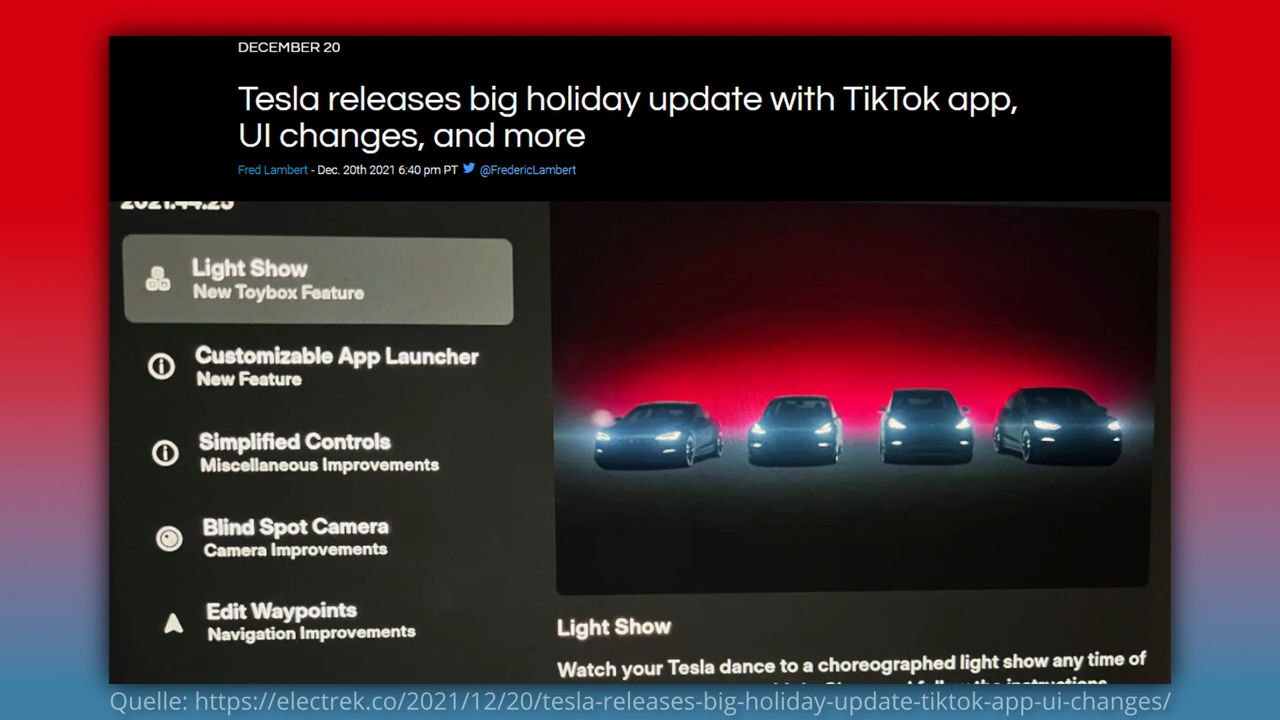 DECEMBER 20
Tesla releases big holiday update with TikTok app,
UI changes, and more
Fred Lambert - Dec. 20th 2021 6:40 pm PT @FredericLambert
2021.44.25
Light Show
New Toybox Feature
Customizable App Launcher
New Feature
Simplified Controls
Miscellaneous Improvements
Blind Spot Camera
Camera Improvements
Edit Waypoints
Navigation Improvements
Light Show
Watch your Tesla dance to a choreographed light show any time of
Quelle: https://electrek.co/2021/12/20/tesla-releases-big-holiday-update-tiktok-app-ui-changes/